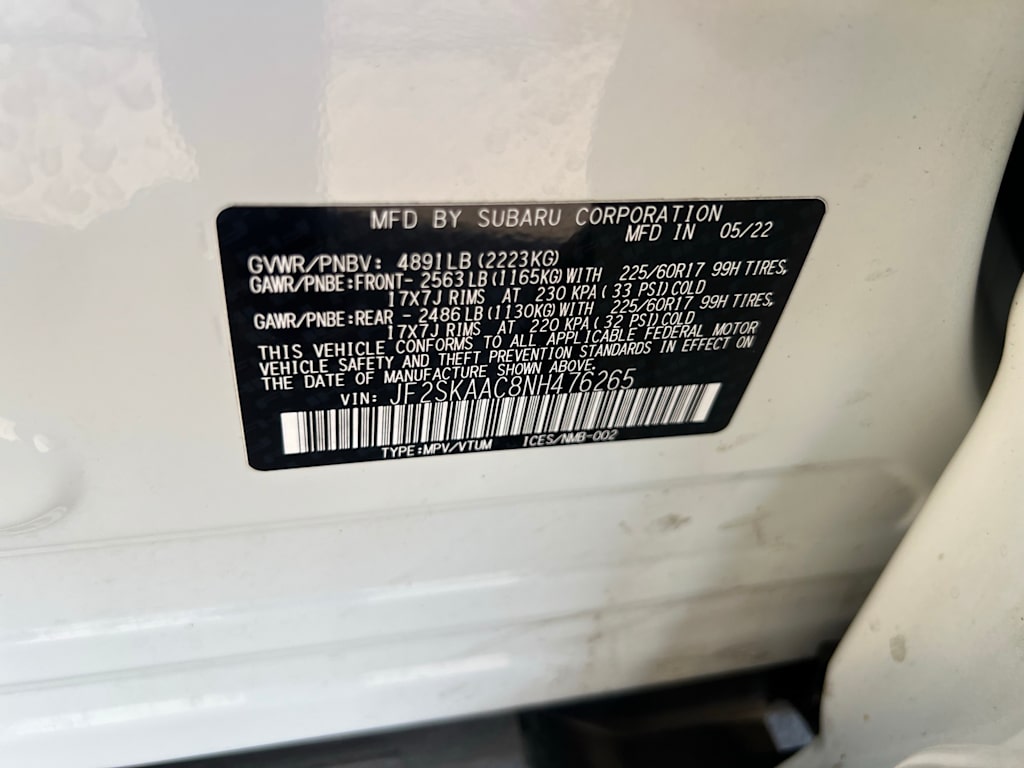 MFD BY SUBARU CORPORATION
MFD IN 05/22
GVWR/PNBV: 4891LB (2223KG)
GAWR/PNBE:FRONT- 2563LB (1165KG) WITH 225/60R17 99H TIRES,
17X7J RIMS AT 230 KPA( 33 PSI)COLD
GAWR/PNBE:REAR - 2486LB (1130KG) WITH 225/60R17 99H TIRES,
17X7J RIMS AT 220 KPA( 32 PSI)COLD
THIS VEHICLE CONFORMS TO ALL APPLICABLE FEDERAL MOTOR
VEHICLE SAFETY AND THEFT PREVENTION STANDARDS IN EFFECT ON
THE DATE OF MANUFACTURE SHOWN ABOVE.
VIN: JF2SKAAC8NH476265
TYPE:MPV/VTUM ICES/NMB-002